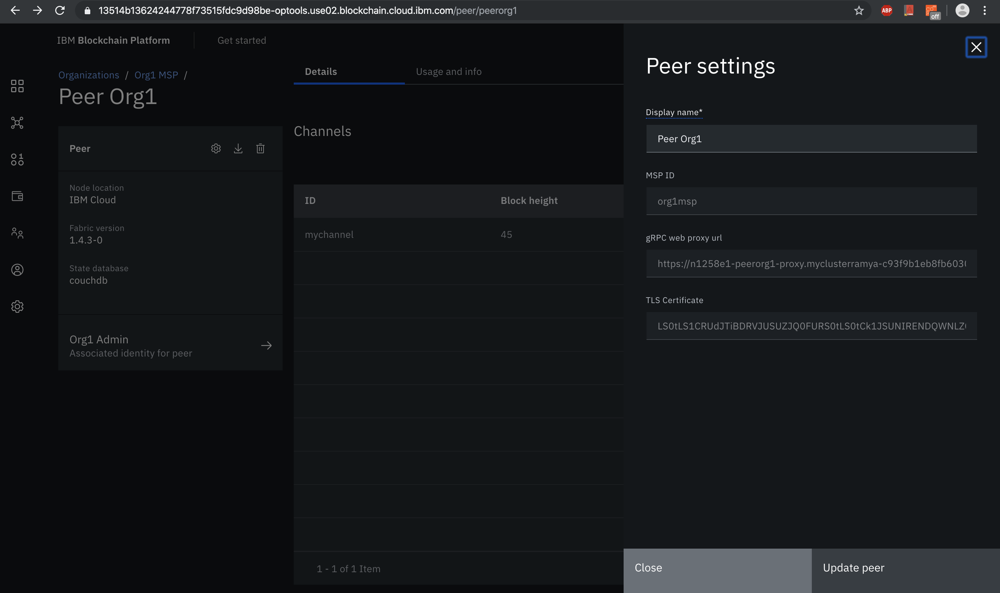 13514b13624244778f73515fdc9d98be-optools.use02.blockchain.cloud.ibm.com/peer/peerorg1
ABP
off
IBM Blockchain Platform
Get started
Organizations / Org1 MSP /
Peer Org1
Peer
Node location
IBM Cloud
Fabric version
1.4.3-0
State database
couchdb
Org1 Admin
Associated identity for peer
Details
Usage and info
Channels
ID
Block height
mychannel
45
1 - 1 of 1 Item
Peer settings
Display name*
Peer Org1
MSP ID
org1msp
gRPC web proxy url
https://n1258e1-peerorg1-proxy.myclusterramya-c93f9b1eb8fb603
TLS Certificate
LS0tLS1CRUdJTiBDRVJUSUZJQ0FURS0tLS0tCk1JSUNIRENDQWNLZ
Close
Update peer